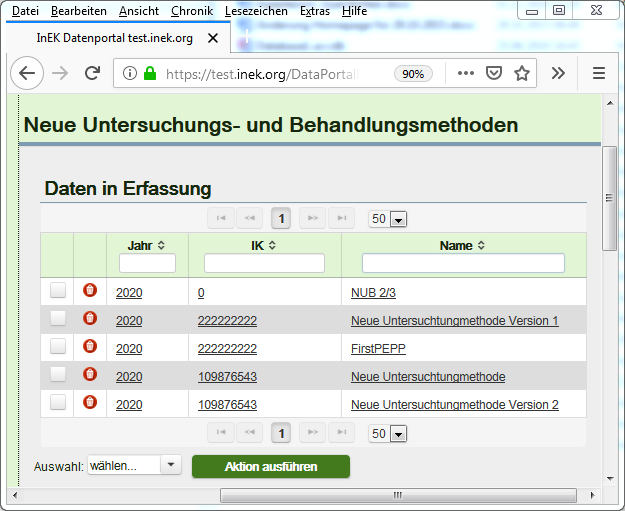 Datei Bearbeiten Ansicht Chronik Lesezeichen Extras Hilfe
InEK Datenportal test.inek.org
https://test.inek.org/DataPortal 90%
Neue Untersuchungs- und Behandlungsmethoden
Daten in Erfassung
1 50
Jahr IK Name
2020 0 NUB 2/3
2020 222222222 Neue Untersuchtungmethode Version 1
2020 222222222 FirstPEPP
2020 109876543 Neue Untersuchtungmethode
2020 109876543 Neue Untersuchtungmethode Version 2
1 50
Auswahl: wählen... Aktion ausführen